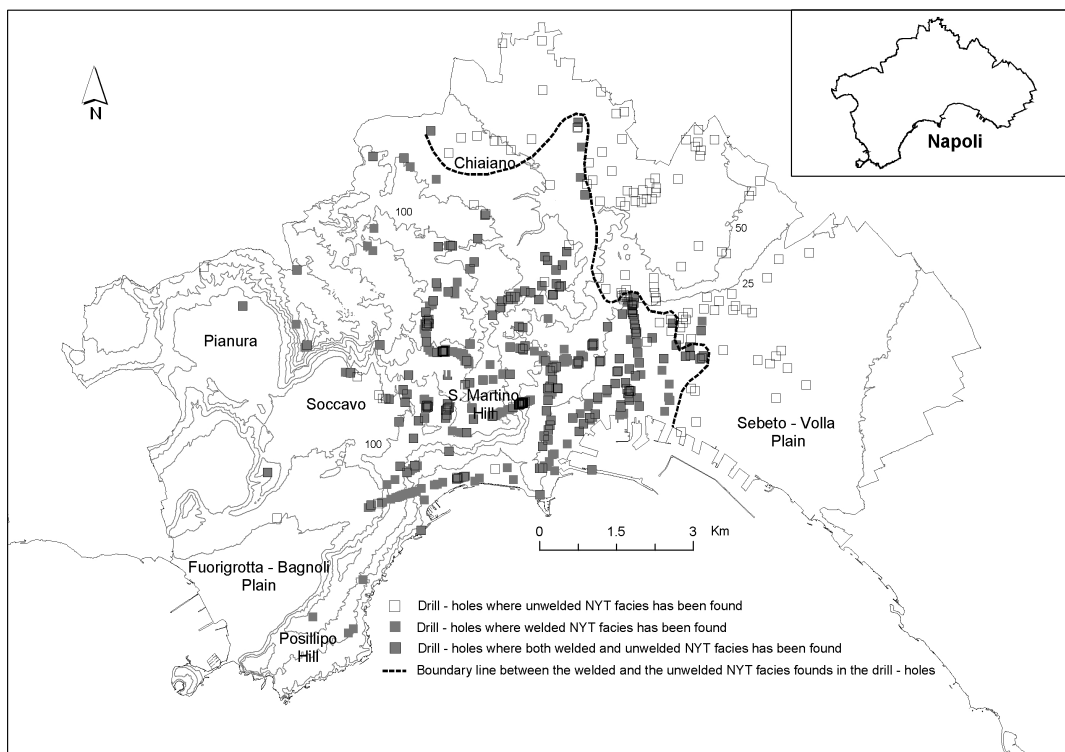 Napoli
N
Chiaiano
100
50
25
Pianura
Soccavo
S. Martino
Hill
Sebeto - Volla
Plain
100
0
1.5
3
Km
Fuorigrotta - Bagnoli
Plain
Posillipo
Hill
Drill - holes where unwelded NYT facies has been found
Drill - holes where welded NYT facies has been found
Drill - holes where both welded and unwelded NYT facies has been found
Boundary line between the welded and the unwelded NYT facies founds in the drill - holes